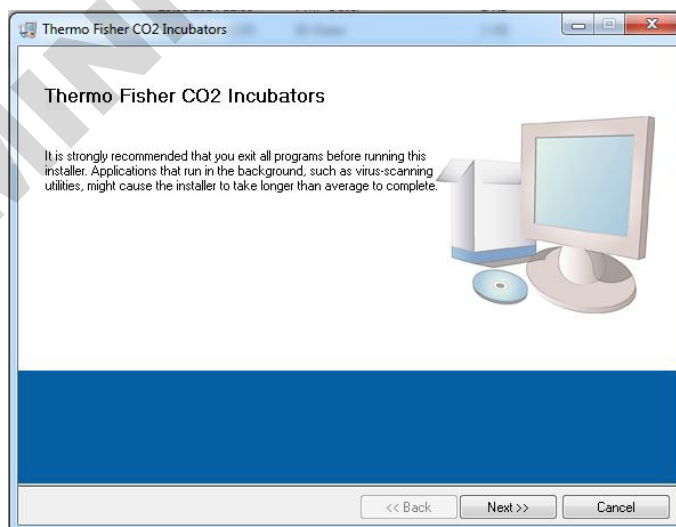 Thermo Fisher CO2 Incubators
Thermo Fisher CO2 Incubators
It is strongly recommended that you exit all programs before running this
installer. Applications that run in the background, such as virus-scanning
utilities, might cause the installer to take longer than average to complete.
<< Back Next >> Cancel